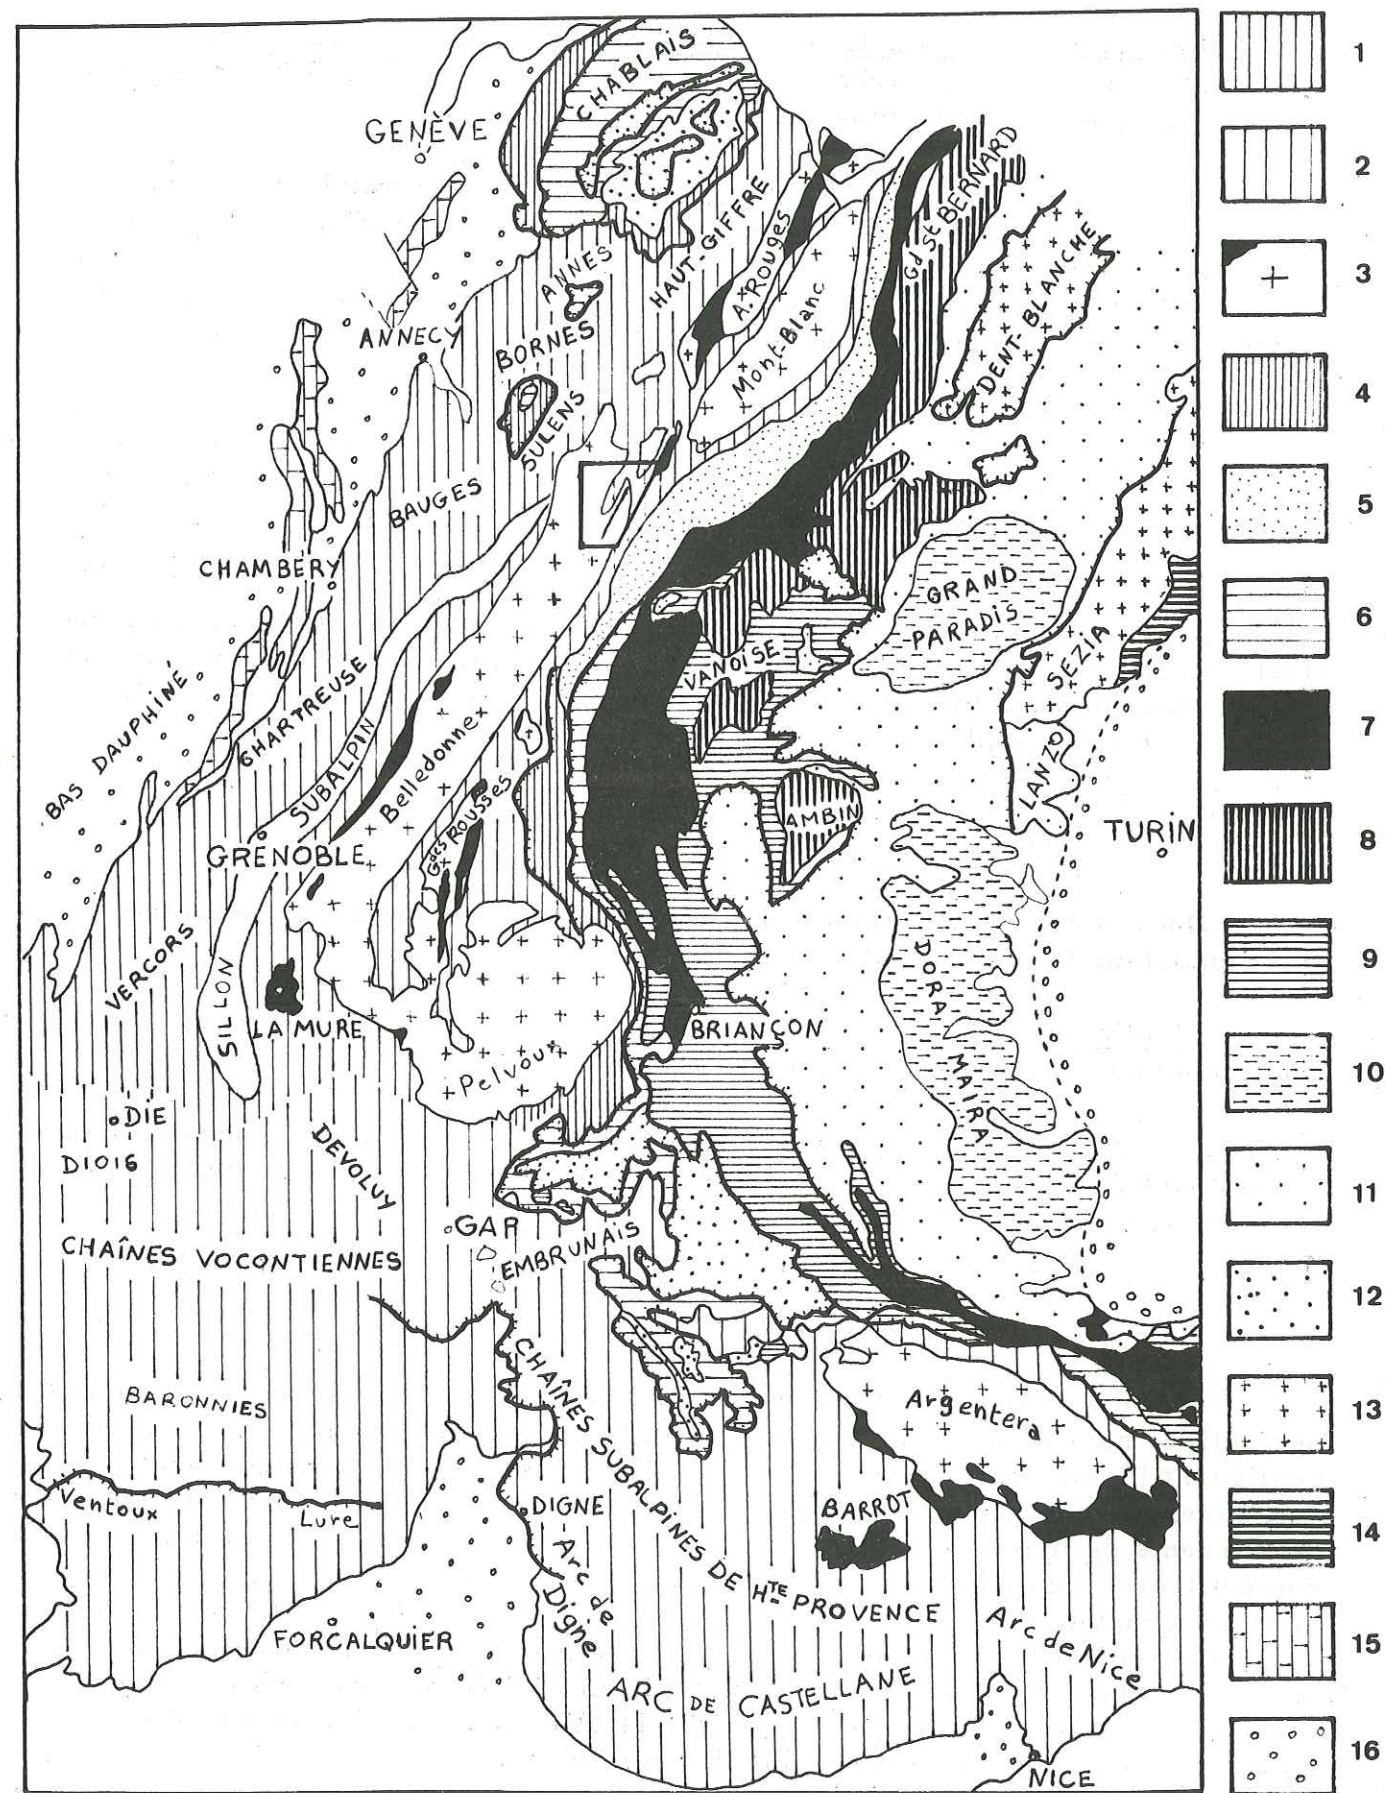 CHABLAIS
GENÈVE
HAUT-GIFFRE
A. Rouges
Gd St BERNARD
DENT-BLANCHE
Mont-Blanc
ANNES
ANNECY
BORNES
SULENS
BAUGES
CHAMBÉRY
GRAND
PARADIS
VANOISE
SEZIA
BAS DAUPHINÉ
CHARTREUSE
SUBALPIN
Belledonne
Gdes ROUSSES
LANZO
AMBIN
TURIN
GRENOBLE
VERCORS
SILLON
LA MURE
DORA
MAIRA
BRIANÇON
Pelvoux
DIE
DIOIS
DEVOLUY
GAP
EMBRUNAIS
CHAÎNES VOCONTIENNES
CHAÎNES SUBALPINES DE HTE PROVENCE
BARONNIES
Argentera
Ventoux
Lure
DIGNE
BARROT
Arc de
Digne
FORCALQUIER
Arc de Nice
ARC DE CASTELLANE
NICE
1
2
3
4
5
6
7
8
9
10
11
12
13
14
15
16